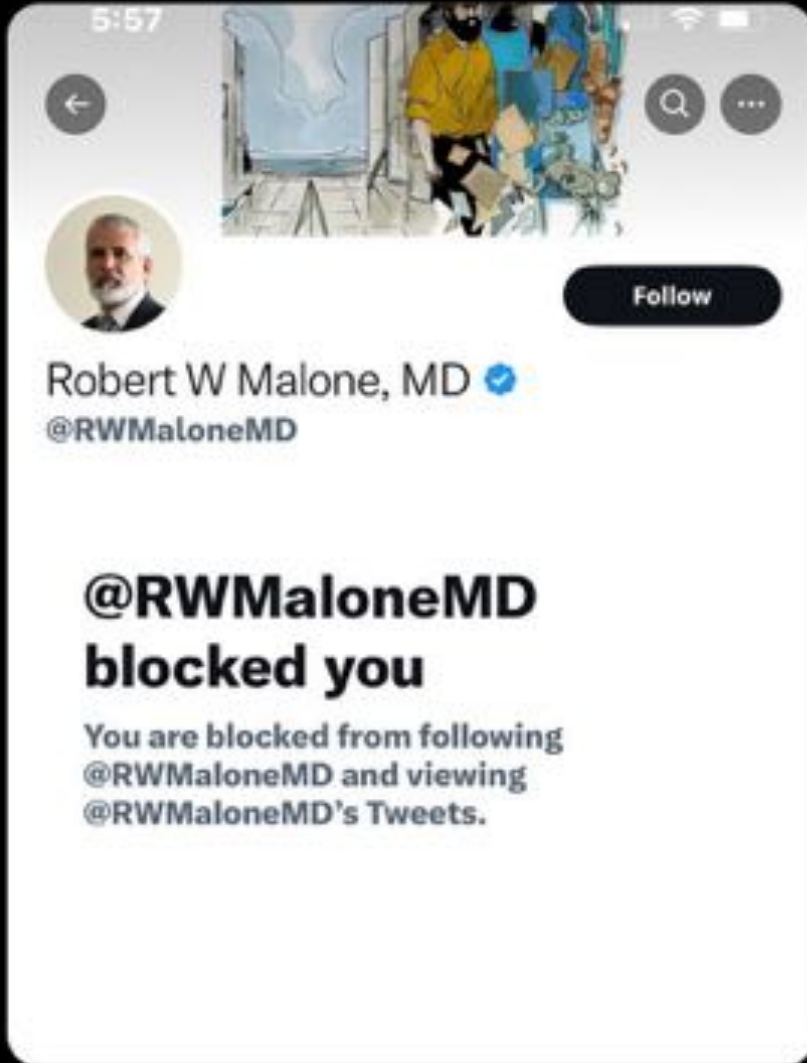 5:57
Follow
Robert W Malone, MD
@RWMaloneMD
@RWMaloneMD
blocked you
You are blocked from following
@RWMaloneMD and viewing
@RWMaloneMD’s Tweets.